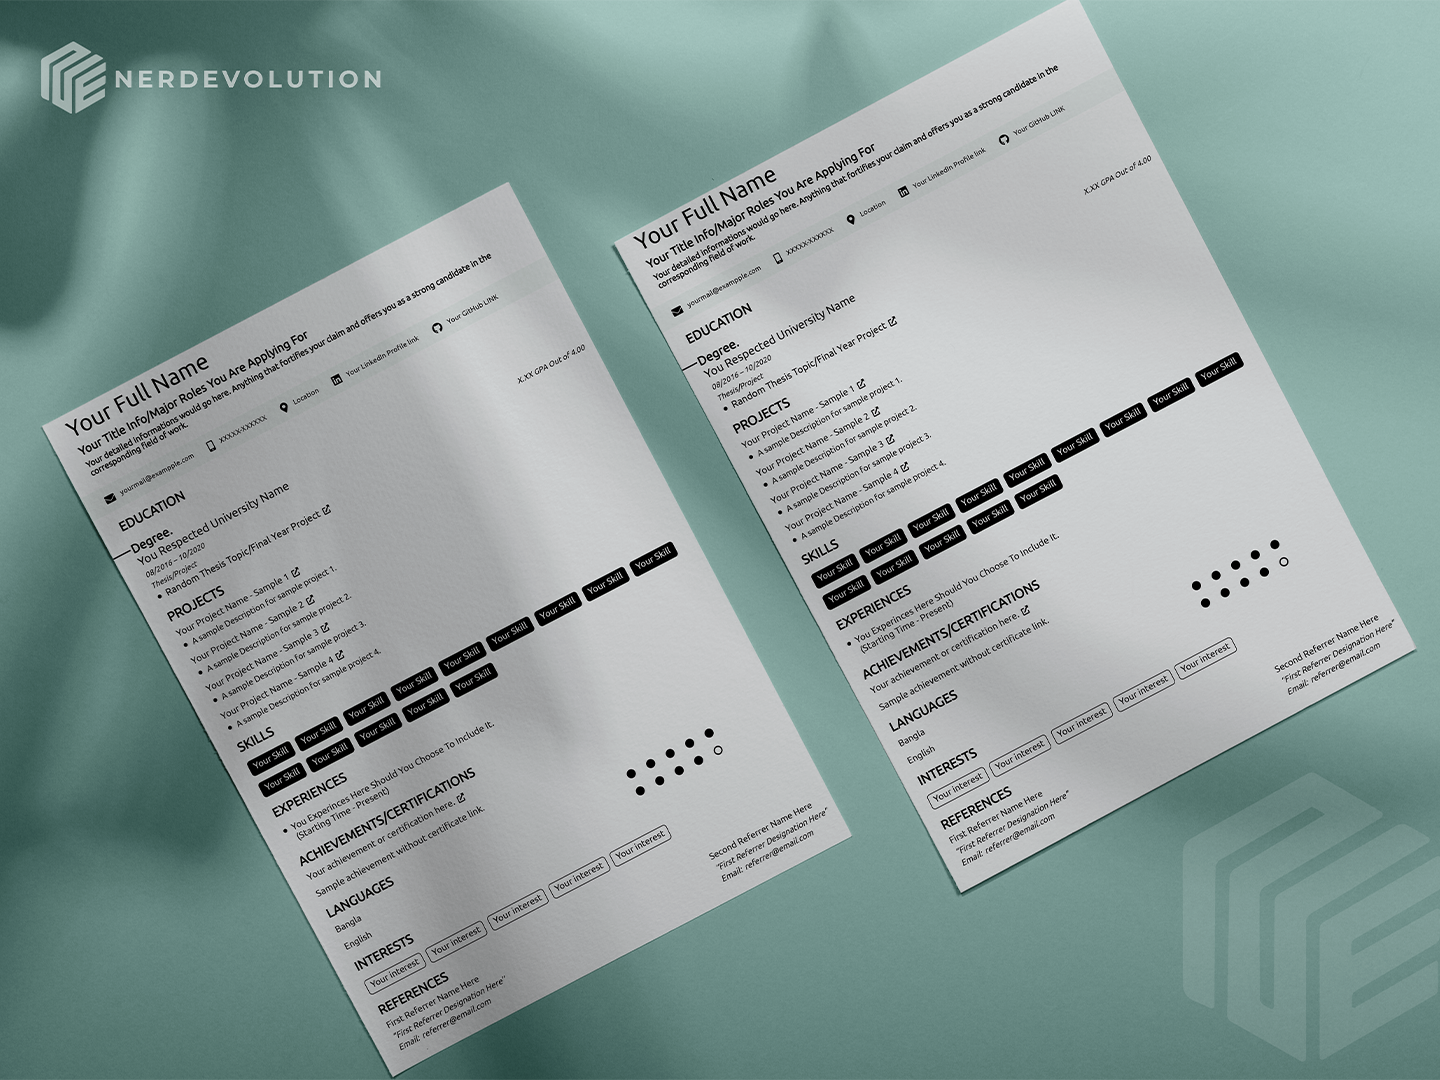 NERDEVOLUTION
Your Full Name
Your Title Info/Major Roles You Are Applying For
Your detailed informations would go here. Anything that fortifies your claim and offers you as a strong candidate in the
corresponding field of work.
yourmail@exampple.com XXXXX-XXXXXX Location Your LinkedIn Profile link Your GitHub LINK
EDUCATION
Degree.
You Respected University Name
X.XX GPA Out of 4.00
08/2016 – 10/2020
Thesis/Project
• Random Thesis Topic/Final Year Project
PROJECTS
Your Project Name - Sample 1
• A sample Description for sample project 1.
Your Project Name - Sample 2
• A sample Description for sample project 2.
Your Project Name - Sample 3
• A sample Description for sample project 3.
Your Project Name - Sample 4
• A sample Description for sample project 4.
SKILLS
Your Skill Your Skill Your Skill Your Skill Your Skill Your Skill Your Skill Your Skill Your Skill
Your Skill Your Skill Your Skill Your Skill Your Skill
EXPERIENCES
• You Experinces Here Should You Choose To Include It.
(Starting Time - Present)
ACHIEVEMENTS/CERTIFICATIONS
Your achievement or certification here.
Sample achievement without certificate link.
LANGUAGES
Bangla
English
INTERESTS
Your interest Your interest Your interest Your interest Your interest
REFERENCES
First Referrer Name Here
"First Referrer Designation Here"
Email: referrer@email.com
Second Referrer Name Here
"First Referrer Designation Here"
Email: referrer@email.com
Your Full Name
Your Title Info/Major Roles You Are Applying For
Your detailed informations would go here. Anything that fortifies your claim and offers you as a strong candidate in the
corresponding field of work.
yourmail@exampple.com XXXXX-XXXXXX Location Your LinkedIn Profile link Your GitHub LINK
EDUCATION
Degree.
You Respected University Name
X.XX GPA Out of 4.00
08/2016 – 10/2020
Thesis/Project
• Random Thesis Topic/Final Year Project
PROJECTS
Your Project Name - Sample 1
• A sample Description for sample project 1.
Your Project Name - Sample 2
• A sample Description for sample project 2.
Your Project Name - Sample 3
• A sample Description for sample project 3.
Your Project Name - Sample 4
• A sample Description for sample project 4.
SKILLS
Your Skill Your Skill Your Skill Your Skill Your Skill Your Skill Your Skill Your Skill Your Skill
Your Skill Your Skill Your Skill Your Skill Your Skill
EXPERIENCES
• You Experinces Here Should You Choose To Include It.
(Starting Time - Present)
ACHIEVEMENTS/CERTIFICATIONS
Your achievement or certification here.
Sample achievement without certificate link.
LANGUAGES
Bangla
English
INTERESTS
Your interest Your interest Your interest Your interest Your interest
REFERENCES
First Referrer Name Here
"First Referrer Designation Here"
Email: referrer@email.com
Second Referrer Name Here
"First Referrer Designation Here"
Email: referrer@email.com